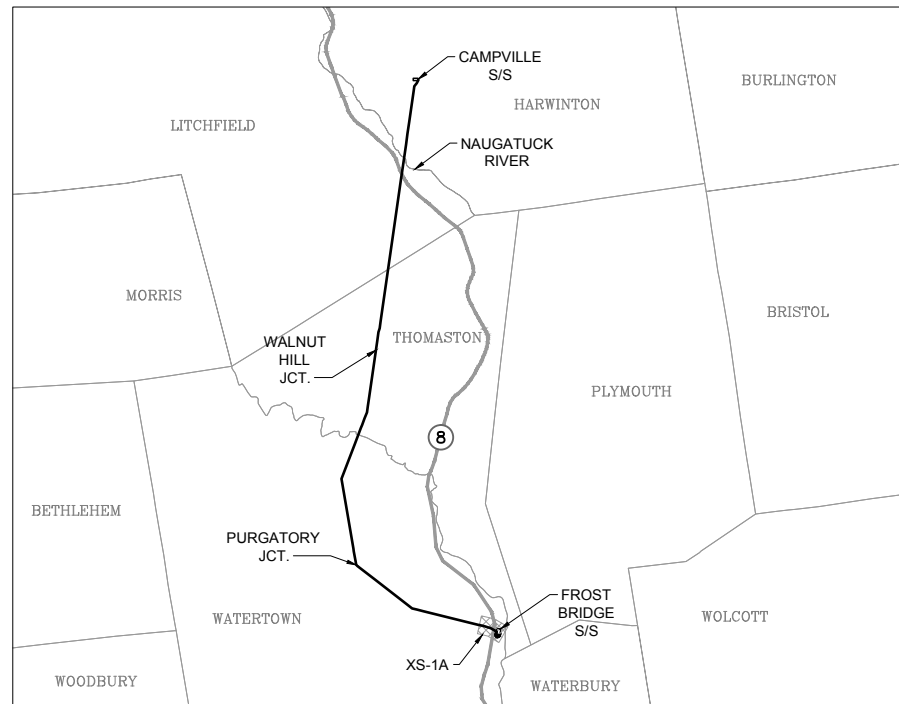 CAMPVILLE
S/S
BURLINGTON
HARWINTON
LITCHFIELD
NAUGATUCK
RIVER
MORRIS
BRISTOL
WALNUT
HILL
JCT.
THOMASTON
PLYMOUTH
8
BETHLEHEM
PURGATORY
JCT.
FROST
BRIDGE
S/S
WATERTOWN
WOLCOTT
XS-1A
WOODBURY
WATERBURY